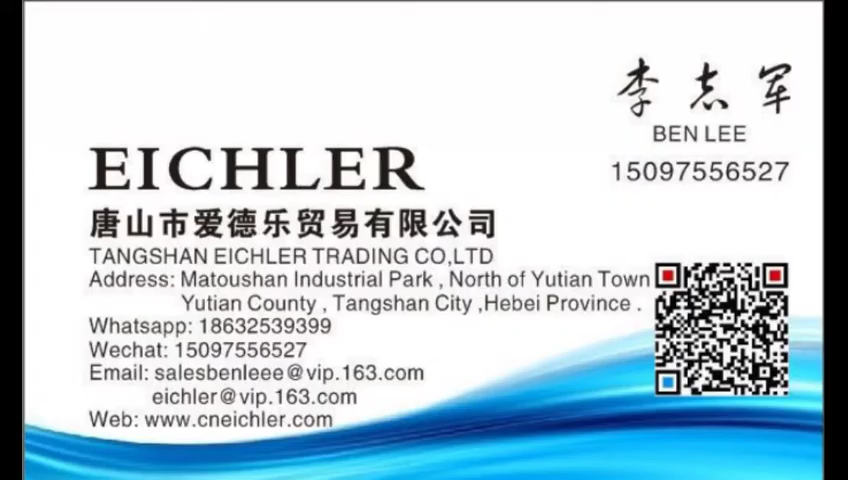 李志军
BEN LEE
15097556527
EICHLER
唐山市爱德乐贸易有限公司
TANGSHAN EICHLER TRADING CO,LTD
Address: Matoushan Industrial Park , North of Yutian Town
Yutian County , Tangshan City ,Hebei Province .
Whatsapp: 18632539399
Wechat: 15097556527
Email: salesbenleee@vip.163.com
eichler@vip.163.com
Web: www.cneichler.com